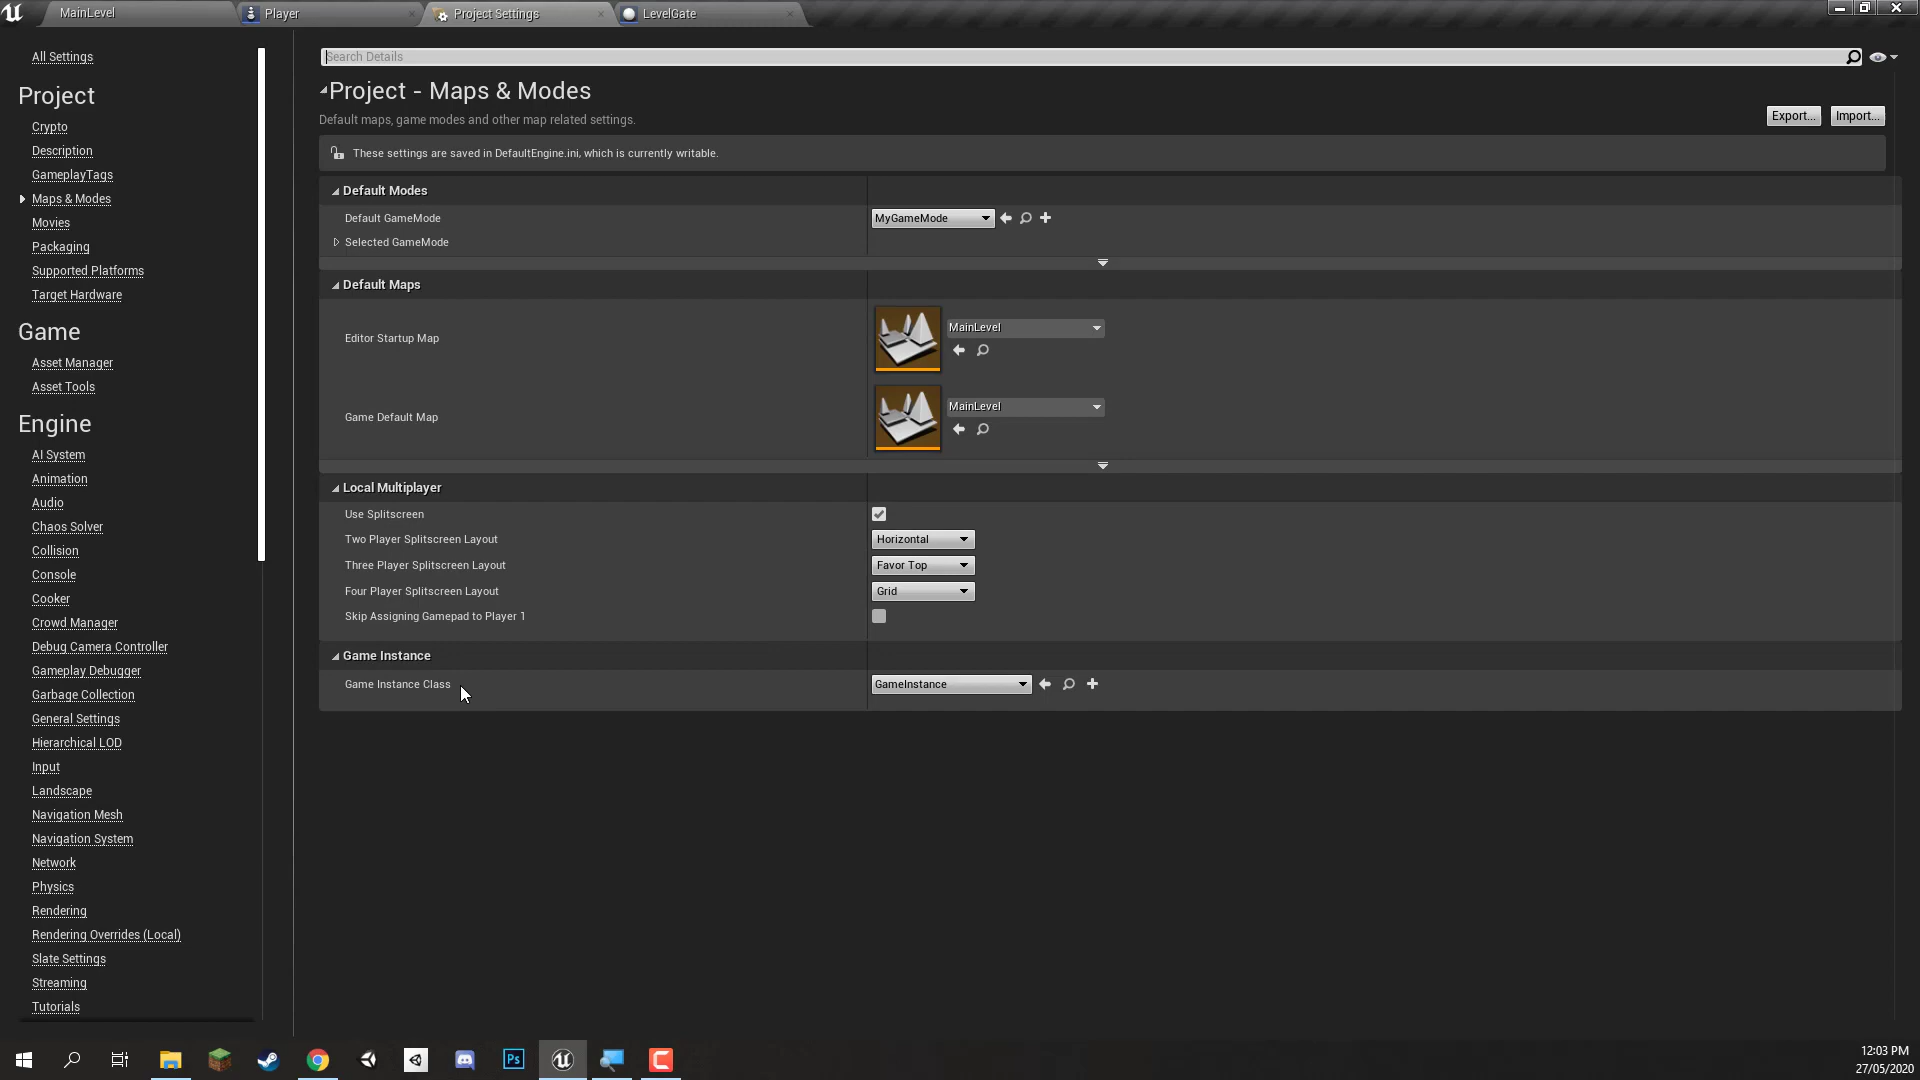 MainLevel
Player
Project Settings
LevelGate
All Settings
Project
Crypto
Description
GameplayTags
Maps & Modes
Movies
Packaging
Supported Platforms
Target Hardware
Game
Asset Manager
Asset Tools
Engine
AI System
Animation
Audio
Chaos Solver
Collision
Console
Cooker
Crowd Manager
Debug Camera Controller
Gameplay Debugger
Garbage Collection
General Settings
Hierarchical LOD
Input
Landscape
Navigation Mesh
Navigation System
Network
Physics
Rendering
Rendering Overrides (Local)
Slate Settings
Streaming
Tutorials
Search Details
Project - Maps & Modes
Default maps, game modes and other map related settings.
Export...
Import...
These settings are saved in DefaultEngine.ini, which is currently writable.
Default Modes
Default GameMode
MyGameMode
Selected GameMode
Default Maps
Editor Startup Map
MainLevel
Game Default Map
MainLevel
Local Multiplayer
Use Splitscreen
Two Player Splitscreen Layout
Horizontal
Three Player Splitscreen Layout
Favor Top
Four Player Splitscreen Layout
Grid
Skip Assigning Gamepad to Player 1
Game Instance
Game Instance Class
GameInstance
Ps
12:03 PM
27/05/2020